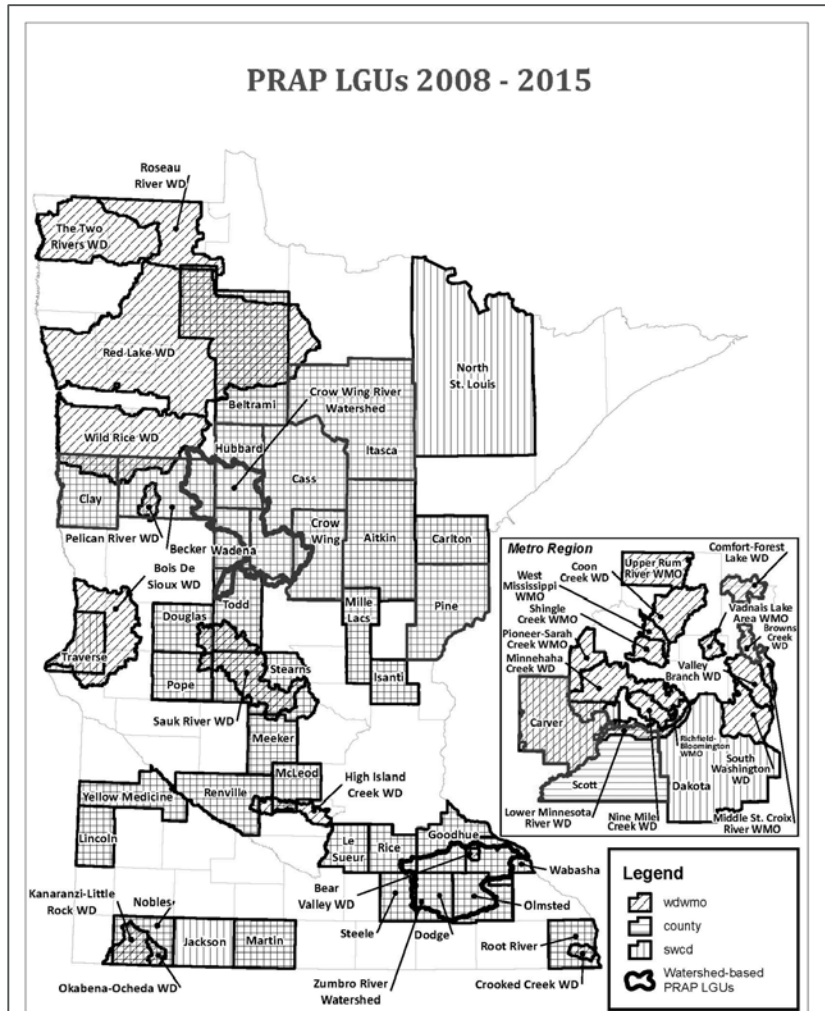 PRAP LGUs 2008 - 2015
Roseau
River WD
The Two
Rivers WD
Red Lake WD
North
St. Louis
Beltrami
Crow Wing River
Watershed
Itasca
Wild Rice WD
Hubbard
Cass
Clay
Pelican River WD
Becker
Wadena
Crow
Wing
Aitkin
Carlton
Bois De
Sioux WD
Todd
Mille
Lacs
Pine
Douglas
Traverse
Stearns
Pope
Isanti
Sauk River WD
Meeker
McLeod
High Island
Creek WD
Renville
Yellow Medicine
Lincoln
Le
Sueur
Rice
Goodhue
Wabasha
Bear
Valley WD
Olmsted
Kanaranzi-Little
Rock WD
Nobles
Steele
Dodge
Root River
Jackson
Martin
Okabena-Ocheda WD
Zumbro River
Watershed
Crooked Creek WD
Metro Region
Comfort-Forest
Lake WD
Upper Rum
River WMO
Coon
Creek WD
West
Mississippi
WMO
Vadnais Lake
Area WMO
Shingle
Creek WMO
Browns
Creek
WD
Pioneer-Sarah
Creek WMO
Valley
Branch WD
Minnehaha
Creek WD
Carver
Richfield-
Bloomington
WMO
South
Washington
WD
Scott
Dakota
Lower Minnesota
River WD
Nine Mile
Creek WD
Middle St. Croix
River WMO
Legend
wdwmo
county
swcd
Watershed-based
PRAP LGUs